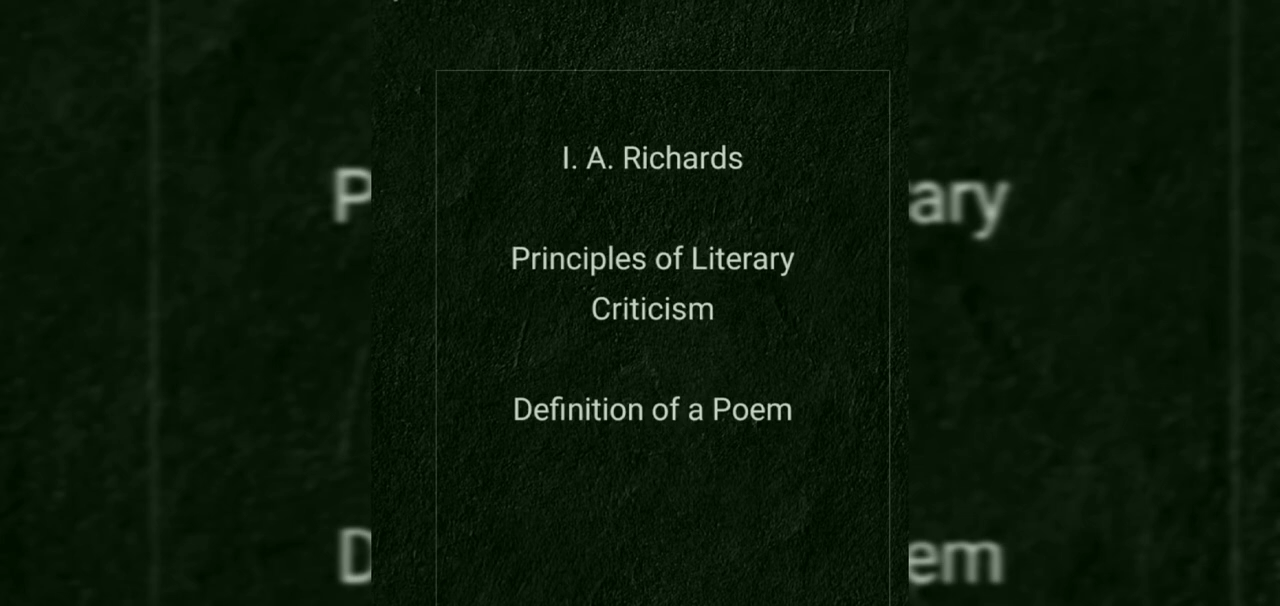 I. A. Richards
Principles of Literary
Criticism
Definition of a Poem